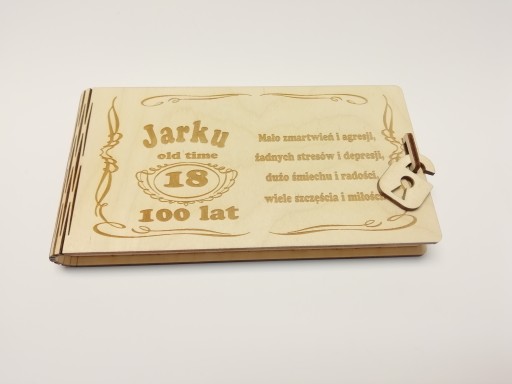 Jarku
old time
18
100 lat
Mało zmartwień i agresji,
żadnych stresów i depresji,
dużo śmiechu i radości,
wiele szczęścia i miłości.